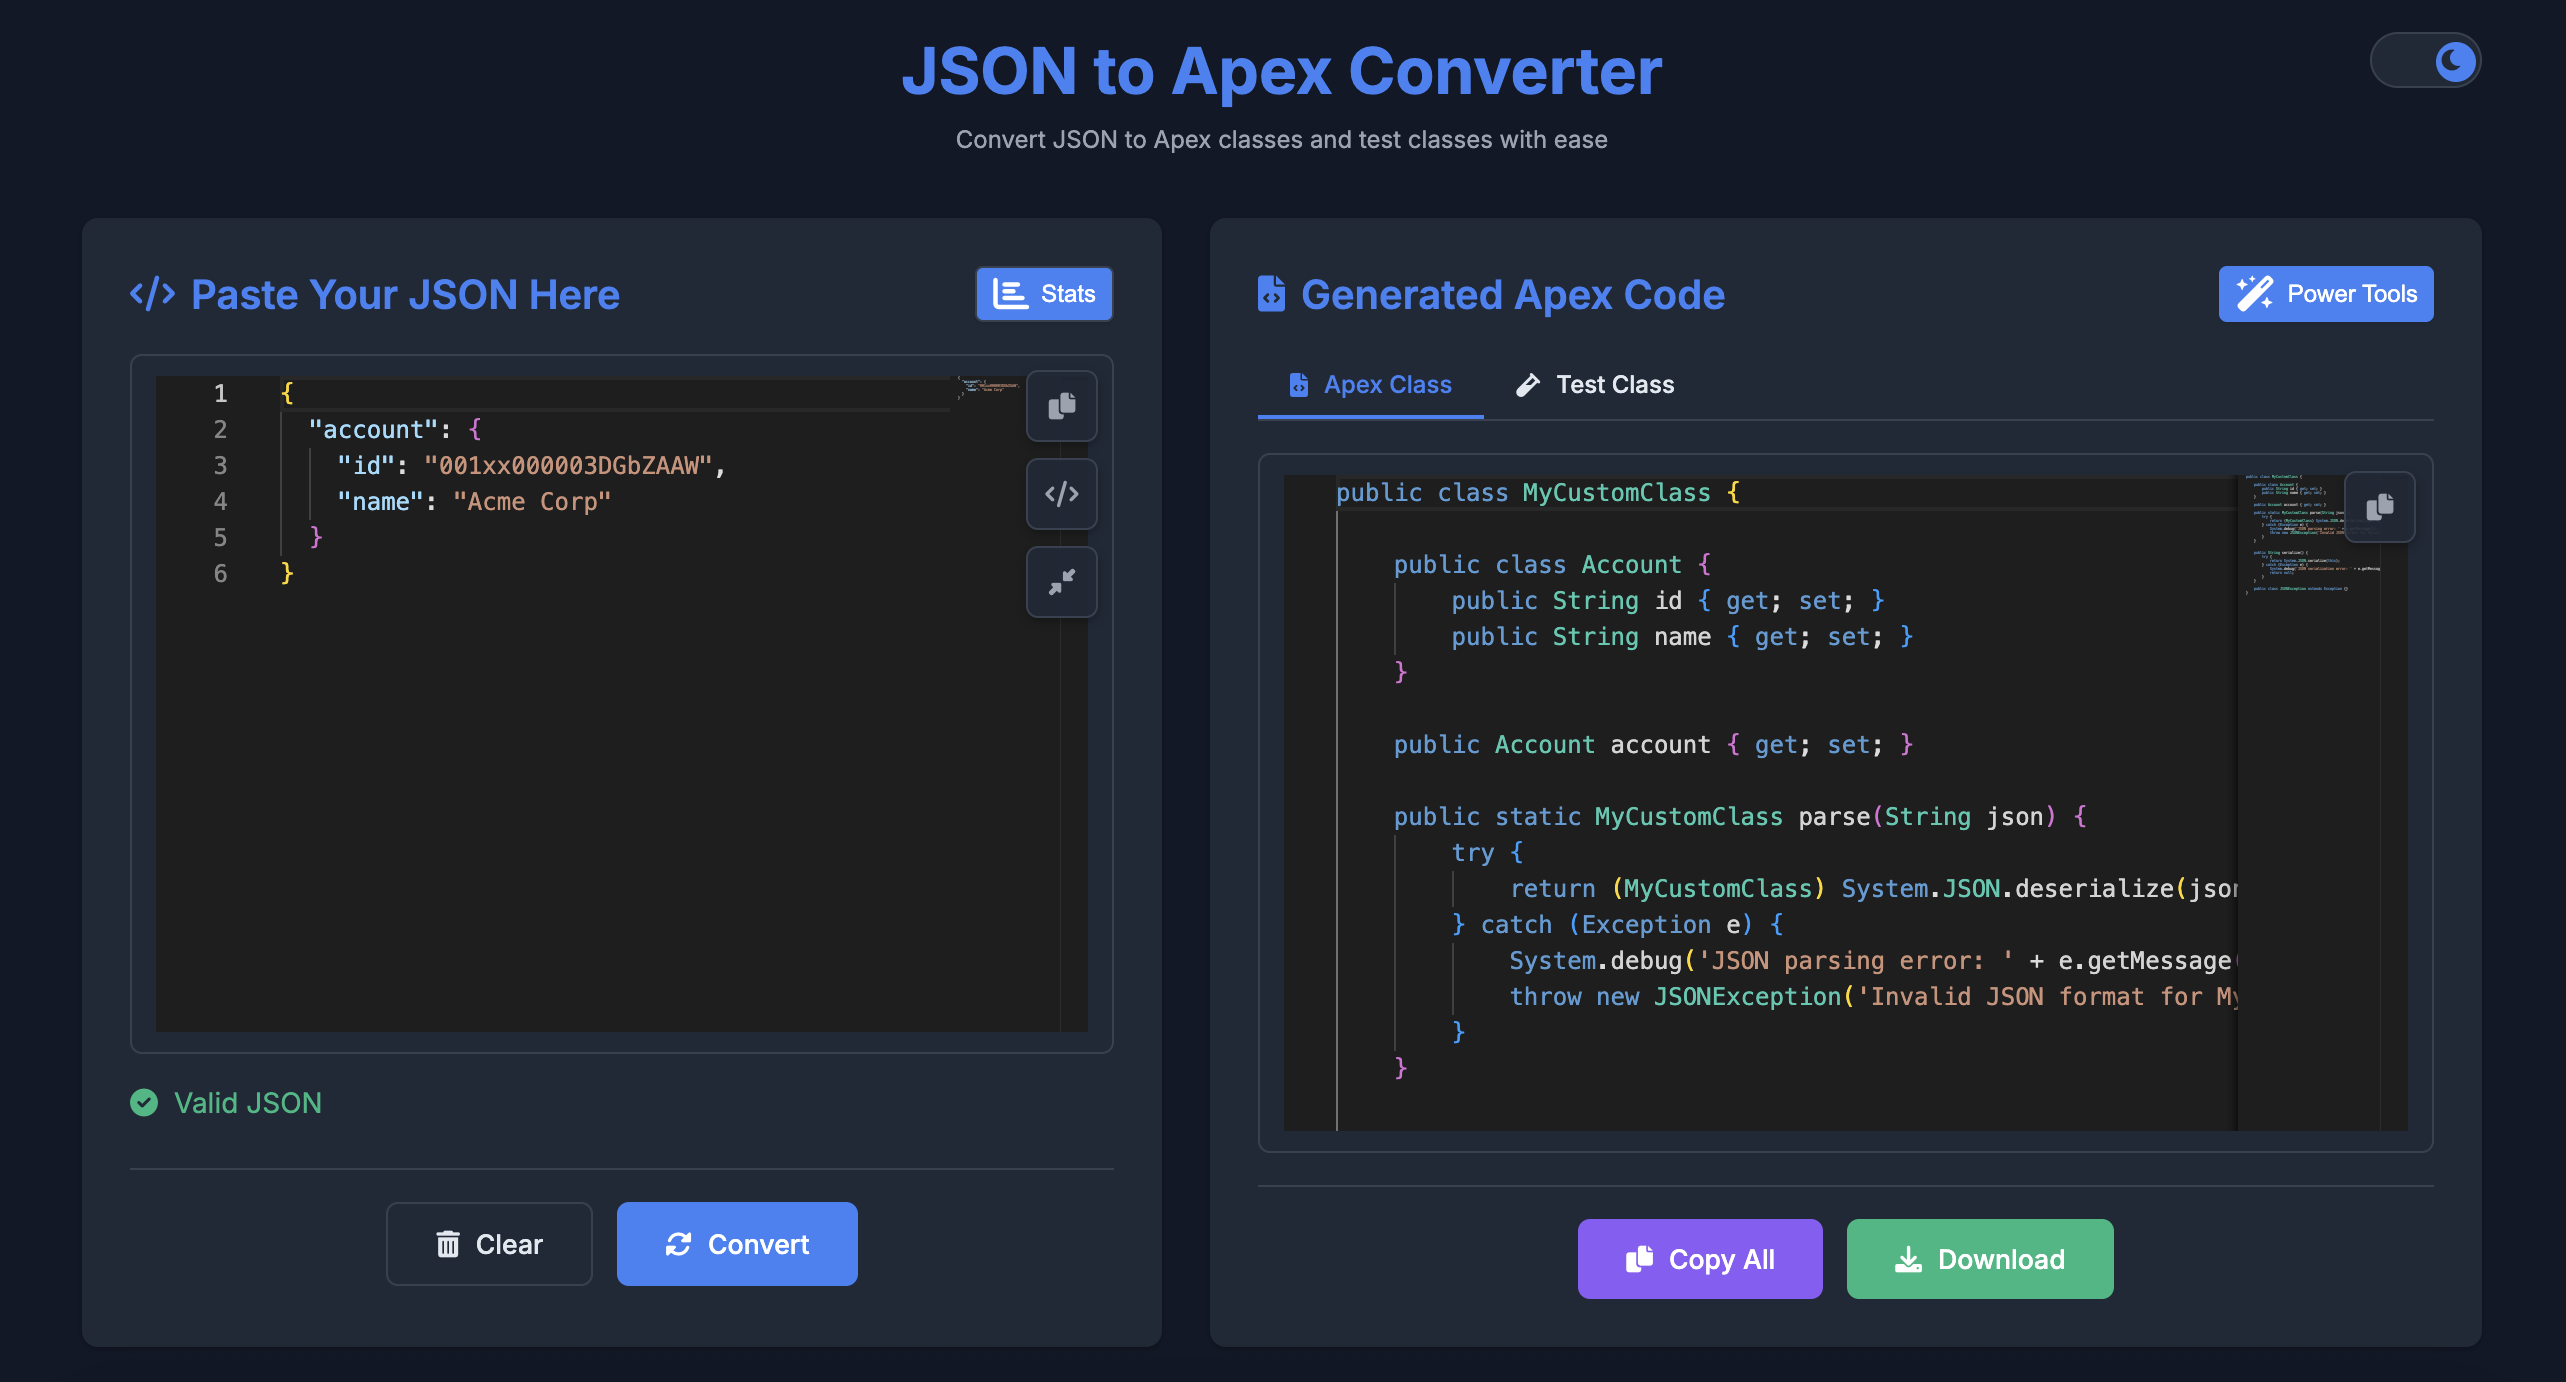 JSON to Apex Converter
Convert JSON to Apex classes and test classes with ease
</> Paste Your JSON Here
Stats
1 {
2   "account": {
3     "id": "001xx000003DGbZAAW",
4     "name": "Acme Corp"
5   }
6 }
Valid JSON
Clear
Convert
Generated Apex Code
Power Tools
Apex Class
Test Class
public class MyCustomClass {
    public class Account {
        public String id { get; set; }
        public String name { get; set; }
    }
    public Account account { get; set; }
    public static MyCustomClass parse(String json) {
        try {
            return (MyCustomClass) System.JSON.deserialize(jsor
        } catch (Exception e) {
            System.debug('JSON parsing error: ' + e.getMessage(
            throw new JSONException('Invalid JSON format for My
        }
    }
Copy All
Download